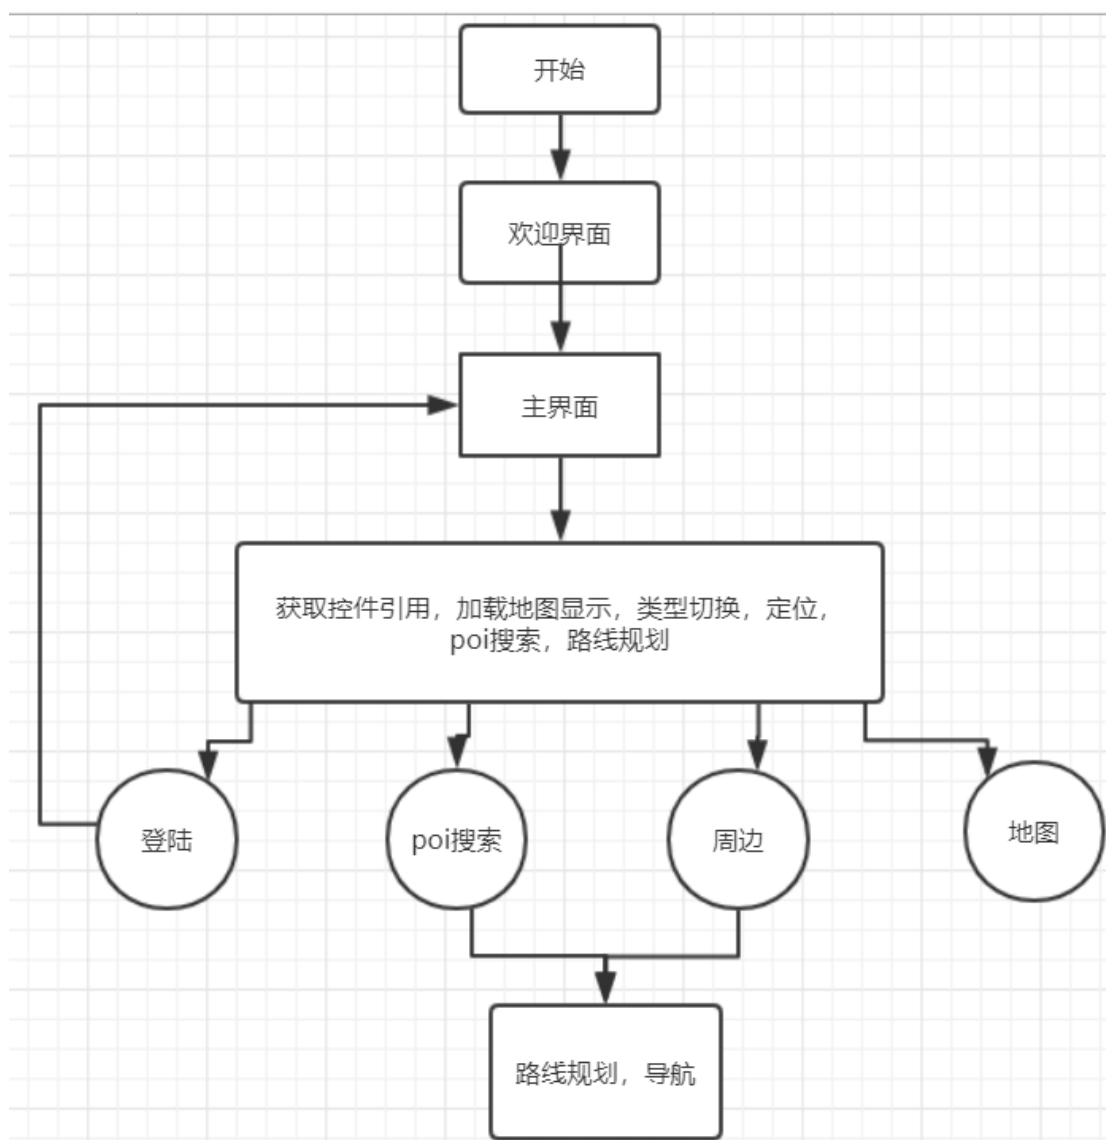 开始
欢迎界面
主界面
获取控件引用，加载地图显示，类型切换，定位，
poi搜索，路线规划
登陆
poi搜索
周边
地图
路线规划，导航